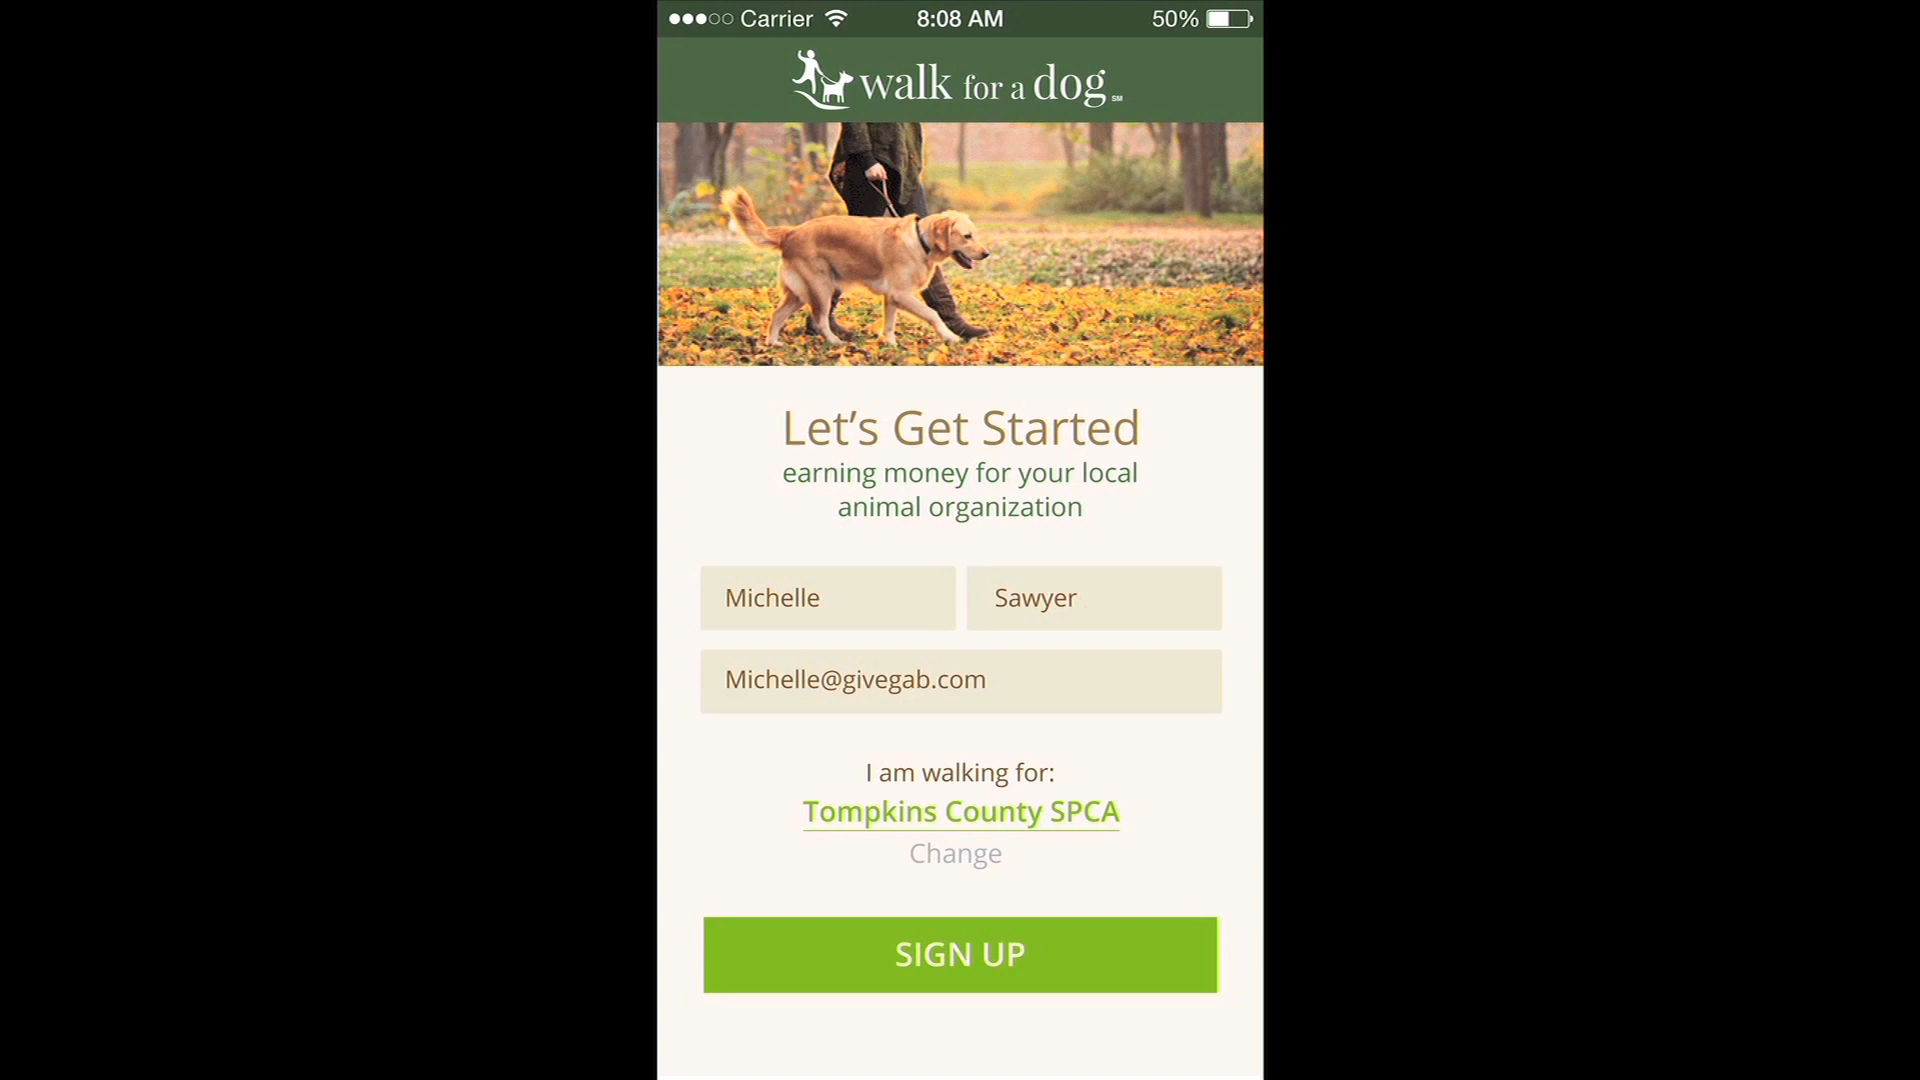 Carrier 8:08 AM 50%
walk for a dog SM
Let’s Get Started
earning money for your local
animal organization
Michelle Sawyer
Michelle@givegab.com
I am walking for:
Tompkins County SPCA
Change
SIGN UP